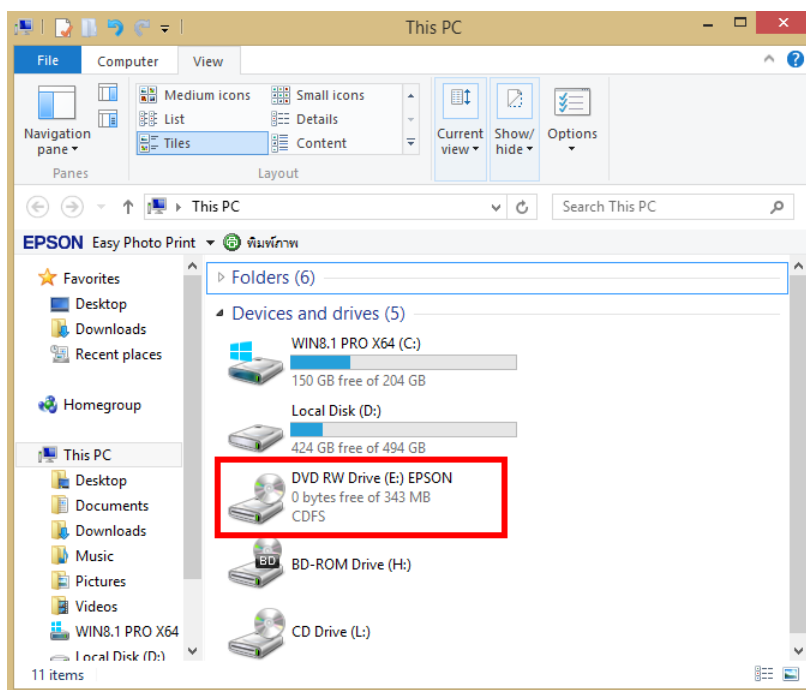 This PC
File Computer View
Medium icons Small icons
List Details
Tiles Content
Navigation pane
Current view Show/ hide Options
Panes Layout
This PC Search This PC
EPSON Easy Photo Print พิมพ์ภาพ
Favorites
Desktop
Downloads
Recent places
Homegroup
This PC
Desktop
Documents
Downloads
Music
Pictures
Videos
WIN8.1 PRO X64
Local Disk (D:)
Folders (6)
Devices and drives (5)
WIN8.1 PRO X64 (C:)
150 GB free of 204 GB
Local Disk (D:)
424 GB free of 494 GB
DVD RW Drive (E:) EPSON
0 bytes free of 343 MB
CDFS
BD
BD-ROM Drive (H:)
CD Drive (L:)
11 items